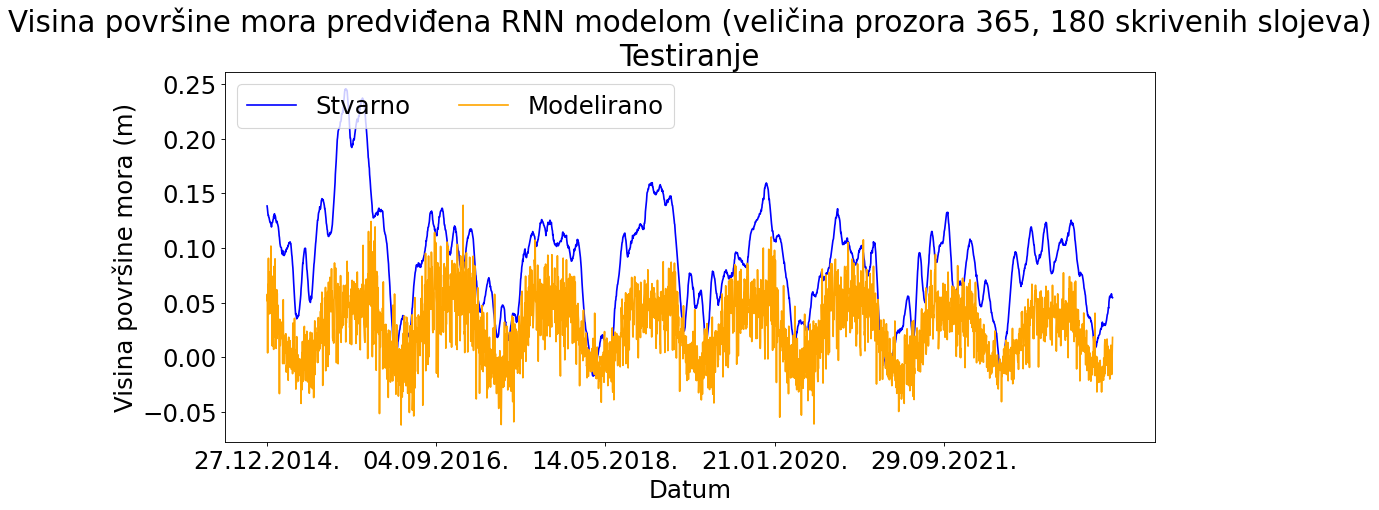 Visina površine mora predviđena RNN modelom (veličina prozora 365, 180 skrivenih slojeva)
Testiranje
Stvarno Modelirano
Visina površine mora (m)
0.25
0.20
0.15
0.10
0.05
0.00
−0.05
27.12.2014. 04.09.2016. 14.05.2018. 21.01.2020. 29.09.2021.
Datum